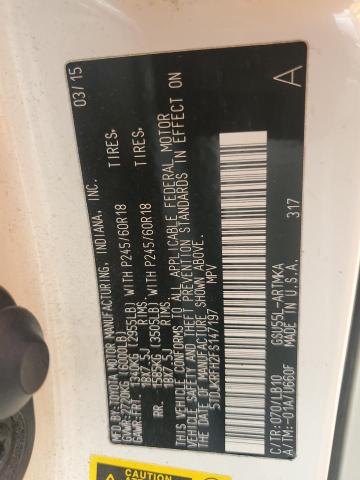 MFD. BY: TOYOTA MOTOR MANUFACTURING, INDIANA, INC. 03/15
GVWR: 2720KG (6000LB)
GAWR: FRT. 1340KG (2955LB) WITH P245/60R18 TIRES,
18X7.5J RIMS,
RR. 1589KG (3505LB) WITH P245/60R18 TIRES,
18X7.5J RIMS,
THIS VEHICLE CONFORMS TO ALL APPLICABLE FEDERAL MOTOR
VEHICLE SAFETY AND THEFT PREVENTION STANDARDS IN EFFECT ON
THE DATE OF MANUFACTURE SHOWN ABOVE.
5TDJKRFH2FS147197 MPV
A
C/TR: 070/LB10 GSU55L-ARTMKA
A/TM: -01A/U660F MADE IN U.S.A. 317
CAUTION